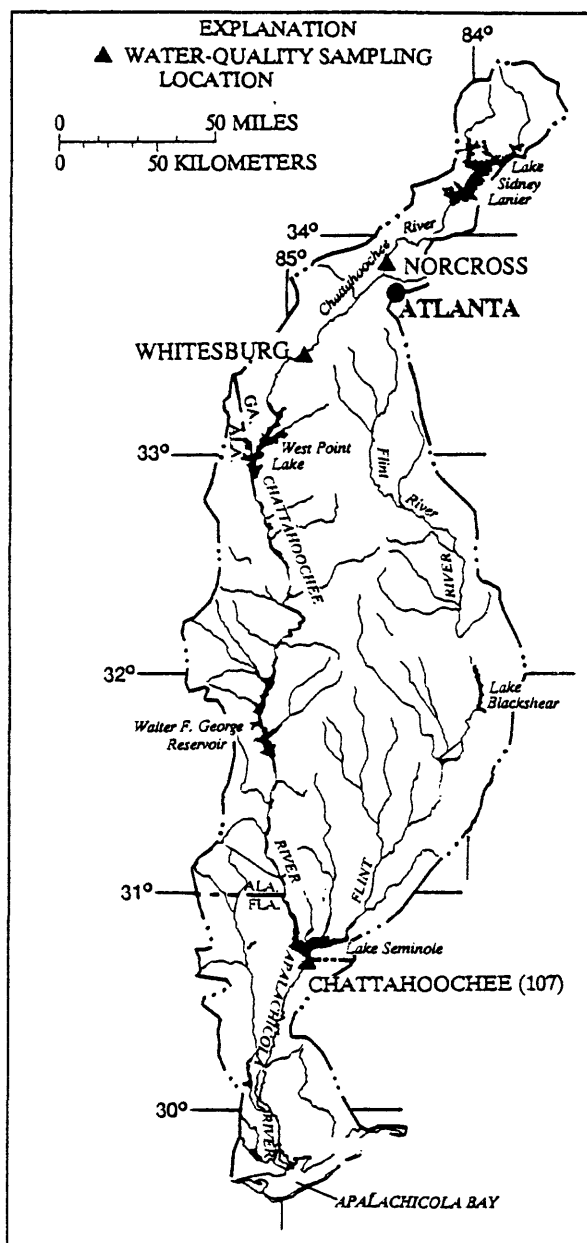 EXPLANATION
▲ WATER-QUALITY SAMPLING
LOCATION
84°
0 50 MILES
0 50 KILOMETERS
Lake
Sidney
Lanier
34°
85°
Chattahoochee River
NORCROSS
ATLANTA
WHITESBURG
GA.
ALA.
33°
West Point
Lake
CHATTAHOOCHEE
Flint
River
RIVER
32°
Lake
Blackshear
Walter F. George
Reservoir
RIVER
FLINT
31°
ALA.
FLA.
Lake Seminole
CHATTAHOOCHEE (107)
APALACHICOLA
30°
RIVER
APALACHICOLA BAY